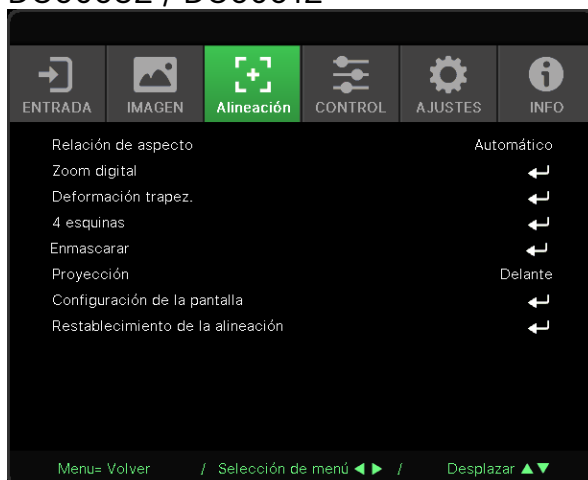 ENTRADA IMAGEN Alineación CONTROL AJUSTES INFO
Relación de aspecto Automático
Zoom digital
Deformación trapez.
4 esquinas
Enmascarar
Proyección Delante
Configuración de la pantalla
Restablecimiento de la alineación
Menu= Volver / Selección de menú ◀ ▶ / Desplazar ▲▼